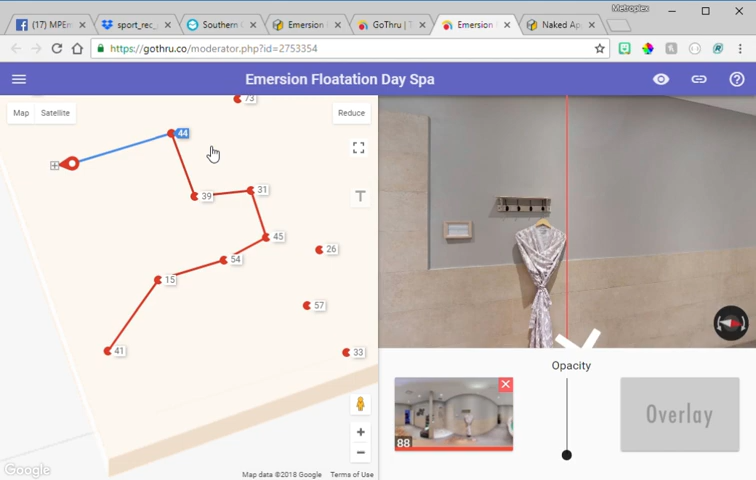 Metroplex
(17) MPEm
sport_rec_
Southern
Emersion
GoThru | T
Emersion
Naked Ap
https://gothru.co/moderator.php?id=2753354
Emersion Floatation Day Spa
Map
Satellite
Reduce
73
44
39
31
45
54
15
41
26
57
33
T
Opacity
88
Overlay
Google
Map data ©2018 Google
Terms of Use